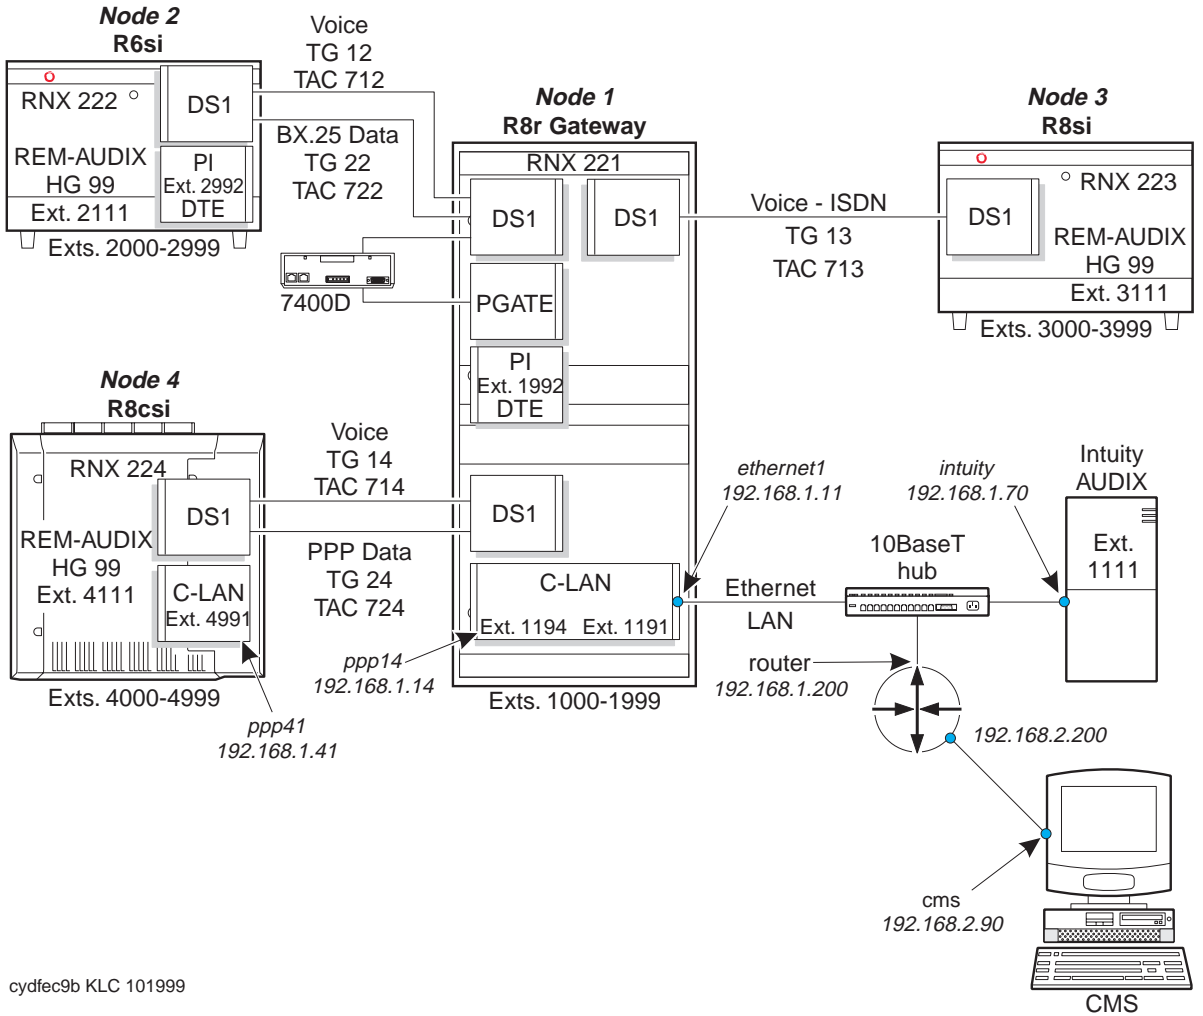 Node 2
R6si
RNX 222
DS1
REM-AUDIX
HG 99
Ext. 2111
PI
Ext. 2992
DTE
Exts. 2000-2999
Voice
TG 12
TAC 712
BX.25 Data
TG 22
TAC 722
7400D
Node 1
R8r Gateway
RNX 221
DS1
DS1
PGATE
PI
Ext. 1992
DTE
DS1
C-LAN
Ext. 1194
Ext. 1191
Exts. 1000-1999
Voice - ISDN
TG 13
TAC 713
Node 3
R8si
DS1
RNX 223
REM-AUDIX
HG 99
Ext. 3111
Exts. 3000-3999
Node 4
R8csi
RNX 224
DS1
REM-AUDIX
HG 99
Ext. 4111
C-LAN
Ext. 4991
Exts. 4000-4999
Voice
TG 14
TAC 714
PPP Data
TG 24
TAC 724
ppp14
192.168.1.14
ppp41
192.168.1.41
ethernet1
192.168.1.11
intuity
192.168.1.70
Intuity
AUDIX
Ext.
1111
10BaseT
hub
Ethernet
LAN
router
192.168.1.200
192.168.2.200
cms
192.168.2.90
CMS
cydfec9b KLC 101999